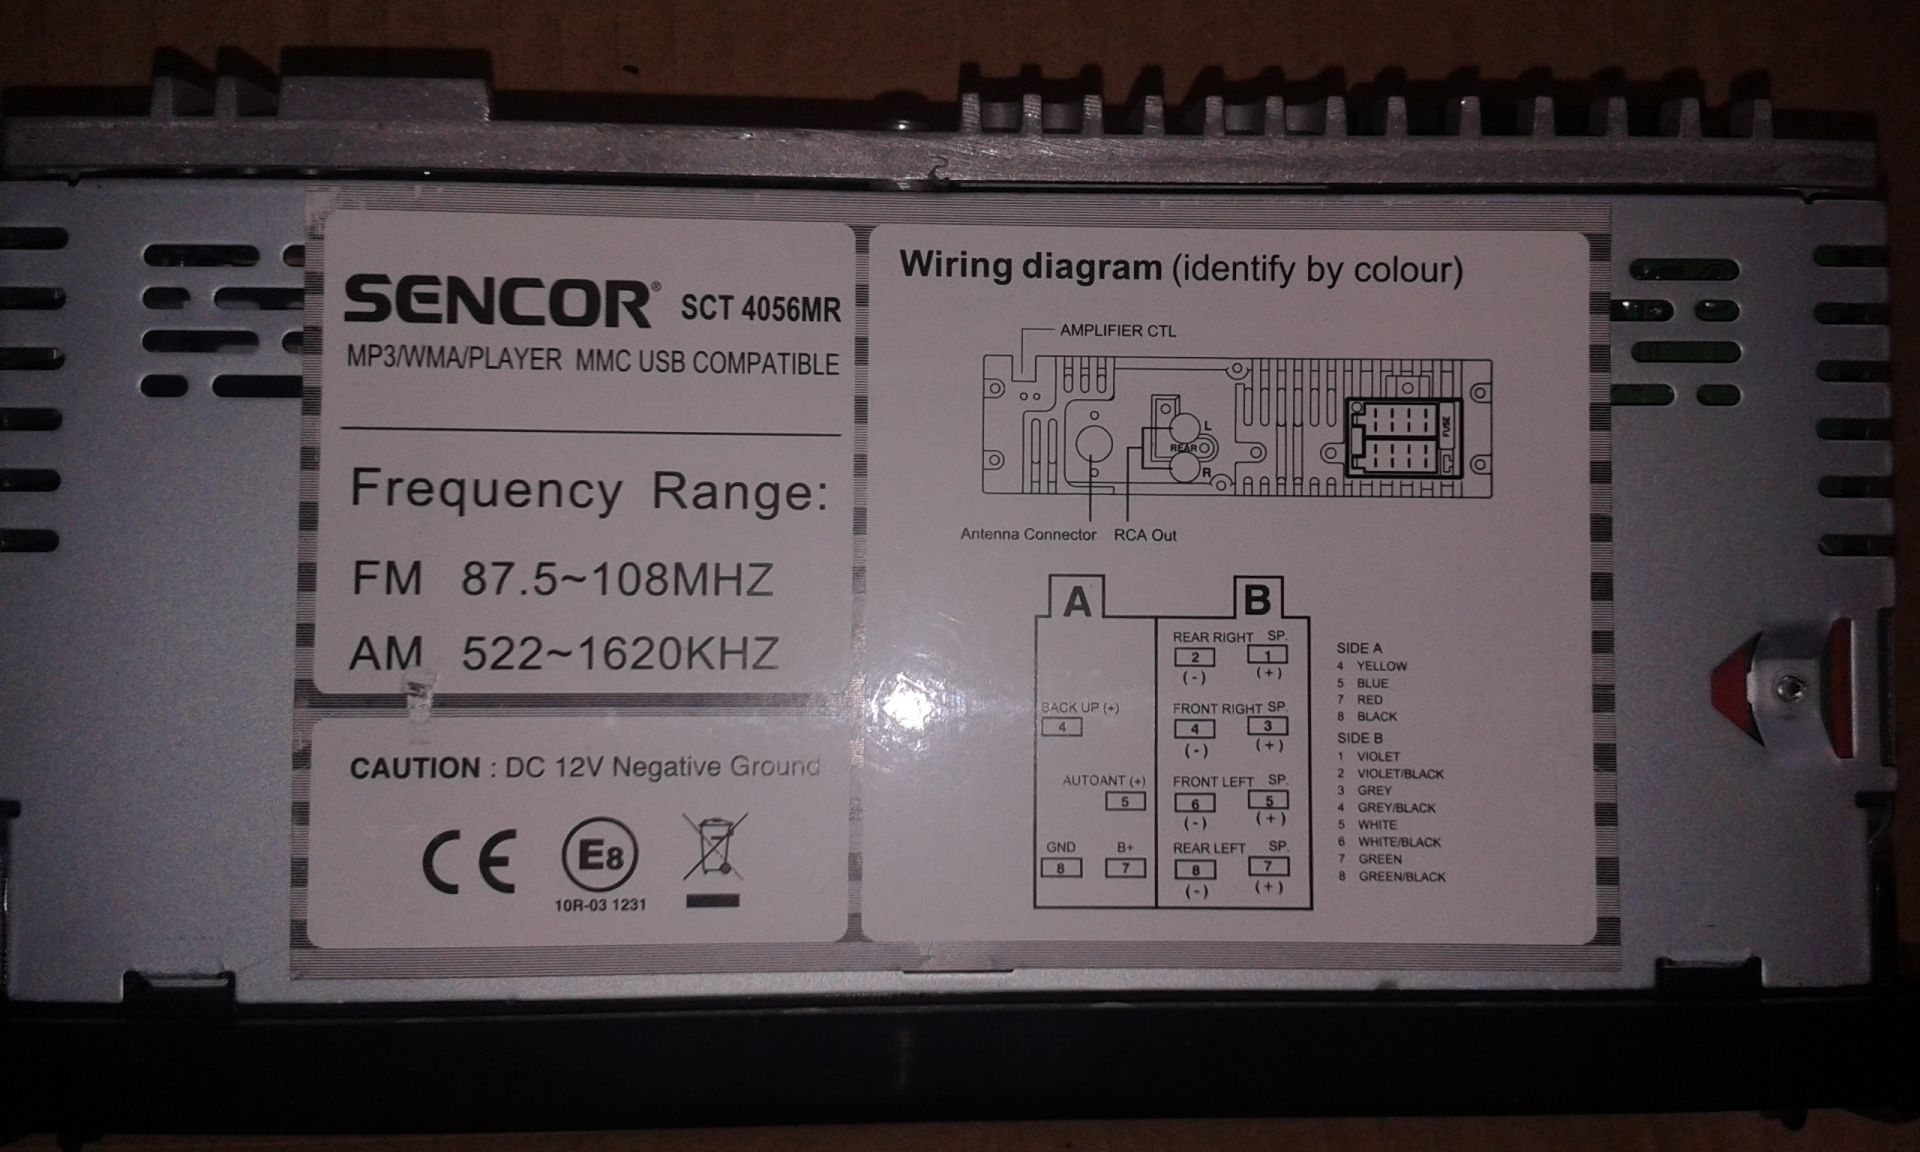 SENCOR® SCT 4056MR
MP3/WMA/PLAYER MMC USB COMPATIBLE
Frequency Range:
FM 87.5~108MHZ
AM 522~1620KHZ
CAUTION : DC 12V Negative Ground
CE E8
10R-03 1231
Wiring diagram (identify by colour)
AMPLIFIER CTL
L
REAR
R
FUSE
Antenna Connector RCA Out
A B
BACK UP (+)
4
AUTOANT (+)
5
GND B+
8 7
REAR RIGHT SP.
2 1
(-) (+)
FRONT RIGHT SP.
4 3
(-) (+)
FRONT LEFT SP.
6 5
(-) (+)
REAR LEFT SP.
8 7
(-) (+)
SIDE A
4 YELLOW
5 BLUE
7 RED
8 BLACK
SIDE B
1 VIOLET
2 VIOLET/BLACK
3 GREY
4 GREY/BLACK
5 WHITE
6 WHITE/BLACK
7 GREEN
8 GREEN/BLACK